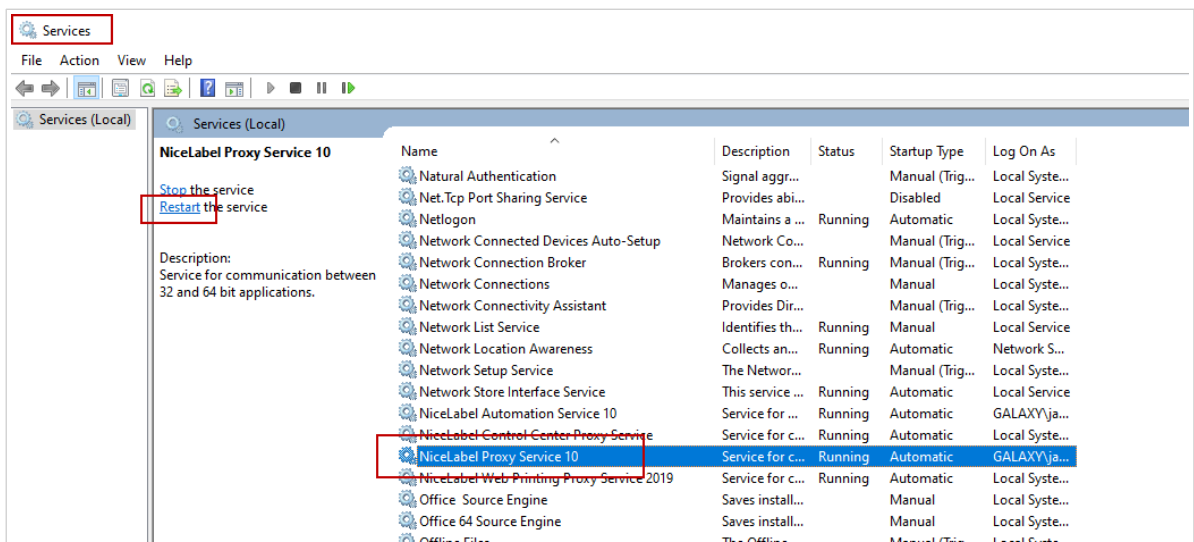 Services
File Action View Help
Services (Local)
Services (Local)
NiceLabel Proxy Service 10
Stop the service
Restart the service
Description:
Service for communication between
32 and 64 bit applications.
Name Description Status Startup Type Log On As
Natural Authentication Signal aggr... Manual (Trig... Local Syste...
Net.Tcp Port Sharing Service Provides abi... Disabled Local Service
Netlogon Maintains a ... Running Automatic Local Syste...
Network Connected Devices Auto-Setup Network Co... Manual (Trig... Local Service
Network Connection Broker Brokers con... Running Manual (Trig... Local Syste...
Network Connections Manages o... Manual Local Syste...
Network Connectivity Assistant Provides Dir... Manual (Trig... Local Syste...
Network List Service Identifies th... Running Manual Local Service
Network Location Awareness Collects an... Running Automatic Network S...
Network Setup Service The Networ... Manual (Trig... Local Syste...
Network Store Interface Service This service ... Running Automatic Local Service
NiceLabel Automation Service 10 Service for ... Running Automatic GALAXY\ja...
NiceLabel Control Center Proxy Service Service for c... Running Automatic Local Syste...
NiceLabel Proxy Service 10 Service for c... Running Automatic GALAXY\ja...
NiceLabel Web Printing Proxy Service 2019 Service for c... Running Automatic Local Syste...
Office Source Engine Saves install... Manual Local Syste...
Office 64 Source Engine Saves install... Manual Local Syste...
Offline Files The Offline... Manual (Trig... Local Syste...